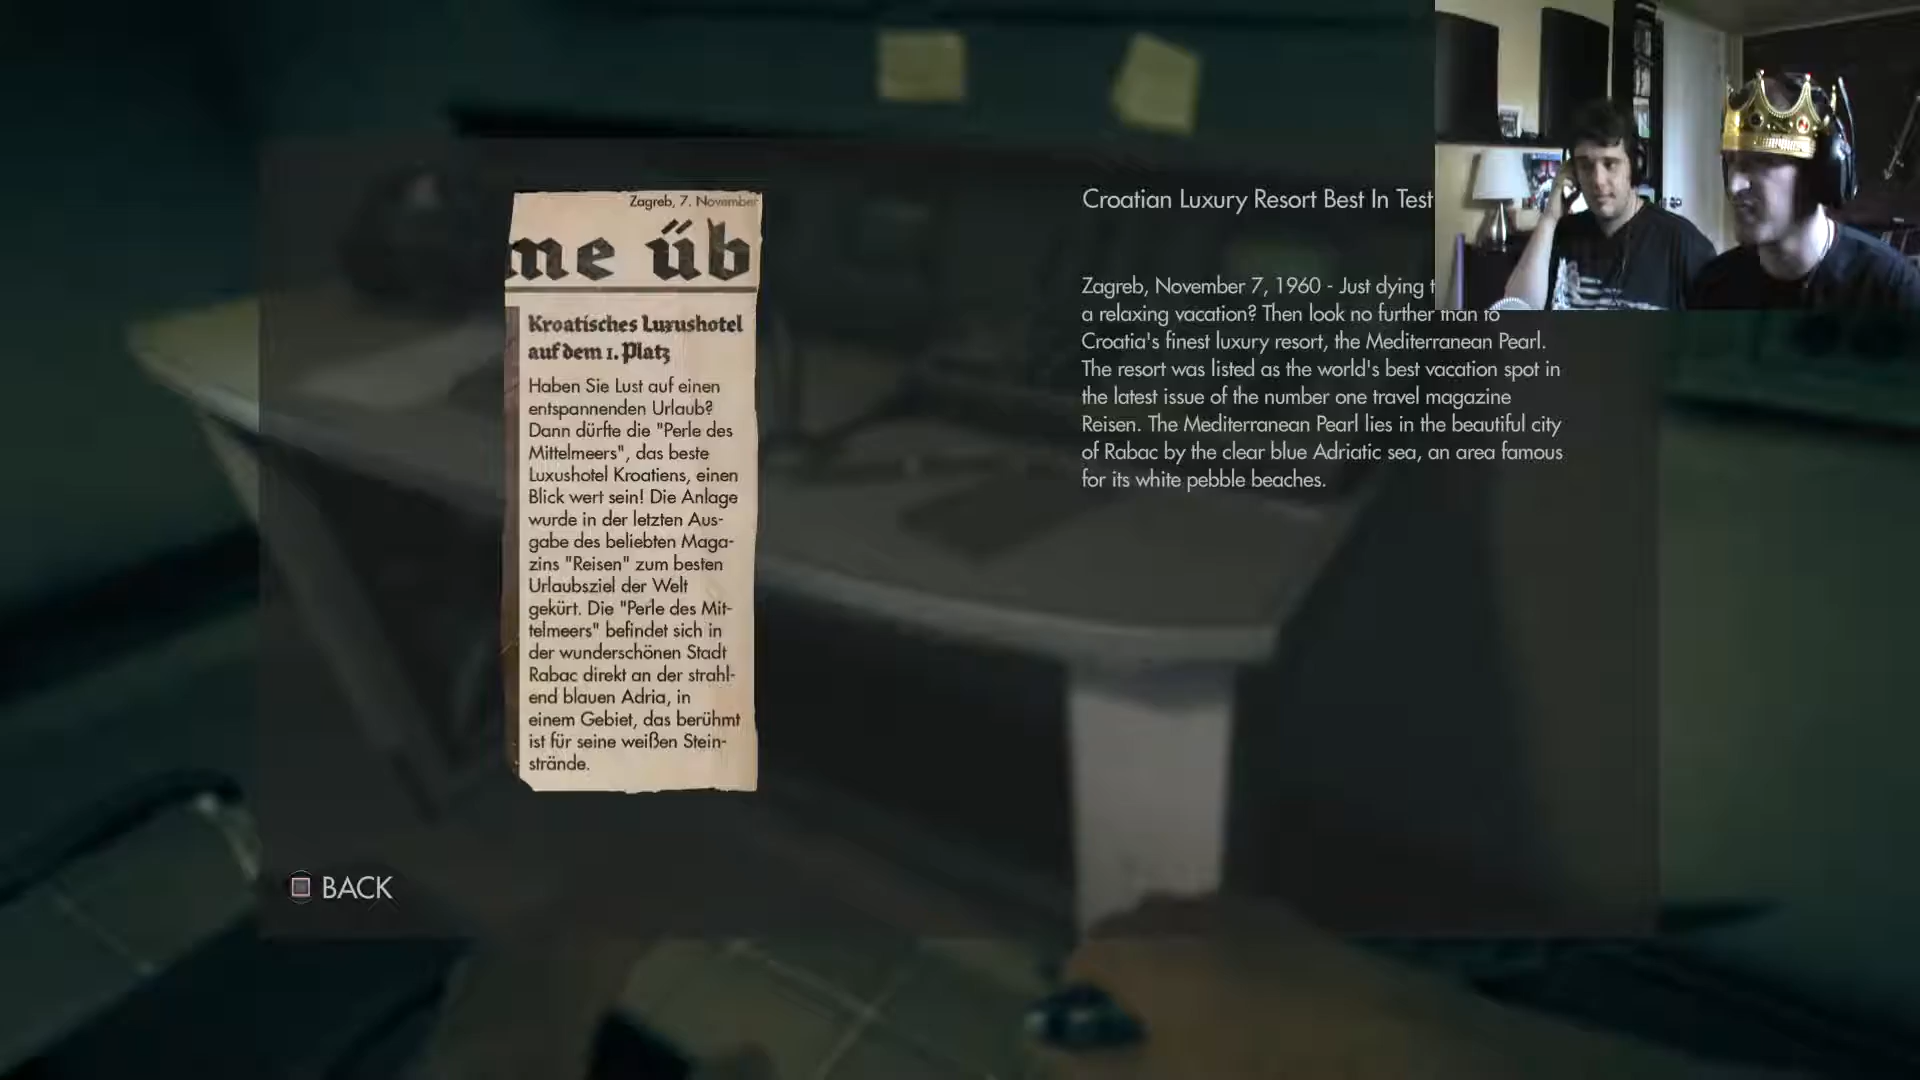 Zagreb, 7. November
me üb
Kroatisches Luxushotel
auf dem 1. Platz
Haben Sie Lust auf einen
entspannenden Urlaub?
Dann dürfte die "Perle des
Mittelmeers", das beste
Luxushotel Kroatiens, einen
Blick wert sein! Die Anlage
wurde in der letzten Aus-
gabe des beliebten Maga-
zins "Reisen" zum besten
Urlaubsziel der Welt
gekürt. Die "Perle des Mit-
telmeers" befindet sich in
der wunderschönen Stadt
Rabac direkt an der strahl-
end blauen Adria, in
einem Gebiet, das berühmt
ist für seine weißen Stein-
strände.
Croatian Luxury Resort Best In Test
Zagreb, November 7, 1960 - Just dying
a relaxing vacation? Then look no further than to
Croatia's finest luxury resort, the Mediterranean Pearl.
The resort was listed as the world's best vacation spot in
the latest issue of the number one travel magazine
Reisen. The Mediterranean Pearl lies in the beautiful city
of Rabac by the clear blue Adriatic sea, an area famous
for its white pebble beaches.
BACK